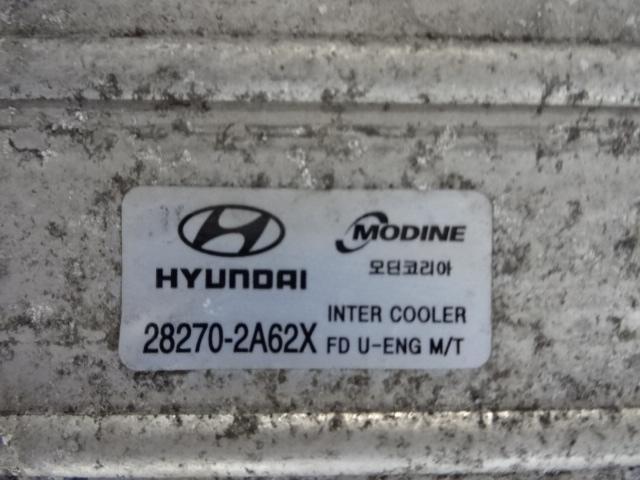 HYUNDAI
MODINE
모딘코리아
28270-2A62X
INTER COOLER
FD U-ENG M/T